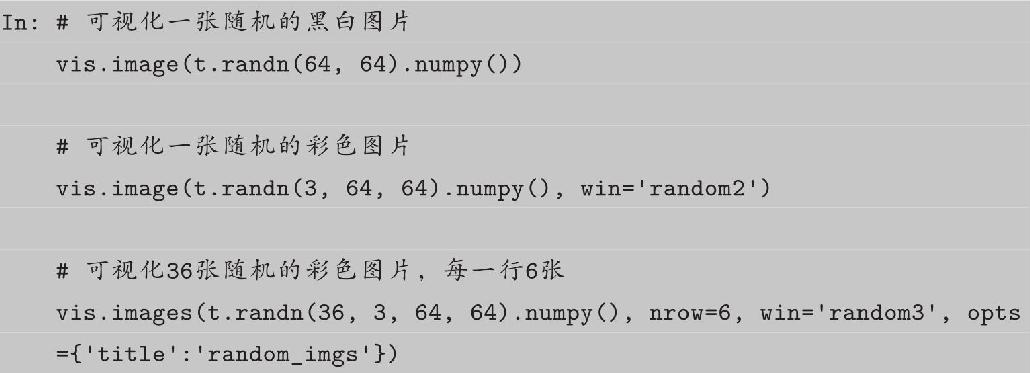 In: # 可视化一张随机的黑白图片
vis.image(t.randn(64, 64).numpy())
# 可视化一张随机的彩色图片
vis.image(t.randn(3, 64, 64).numpy(), win='random2')
# 可视化36张随机的彩色图片, 每一行6张
vis.images(t.randn(36, 3, 64, 64).numpy(), nrow=6, win='random3', opts
={'title':'random_imgs'})